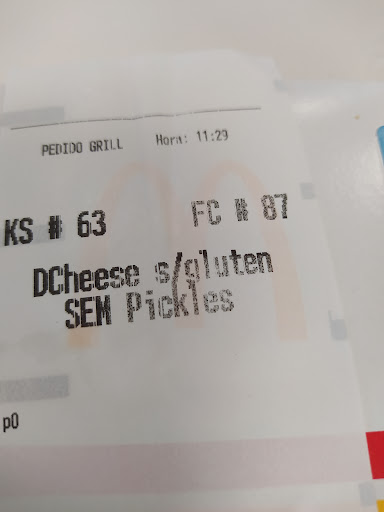 PEDIDO GRILL Hora: 11:29
KS # 63 FC # 87
DCheese s/gluten
SEM Pickles
p0